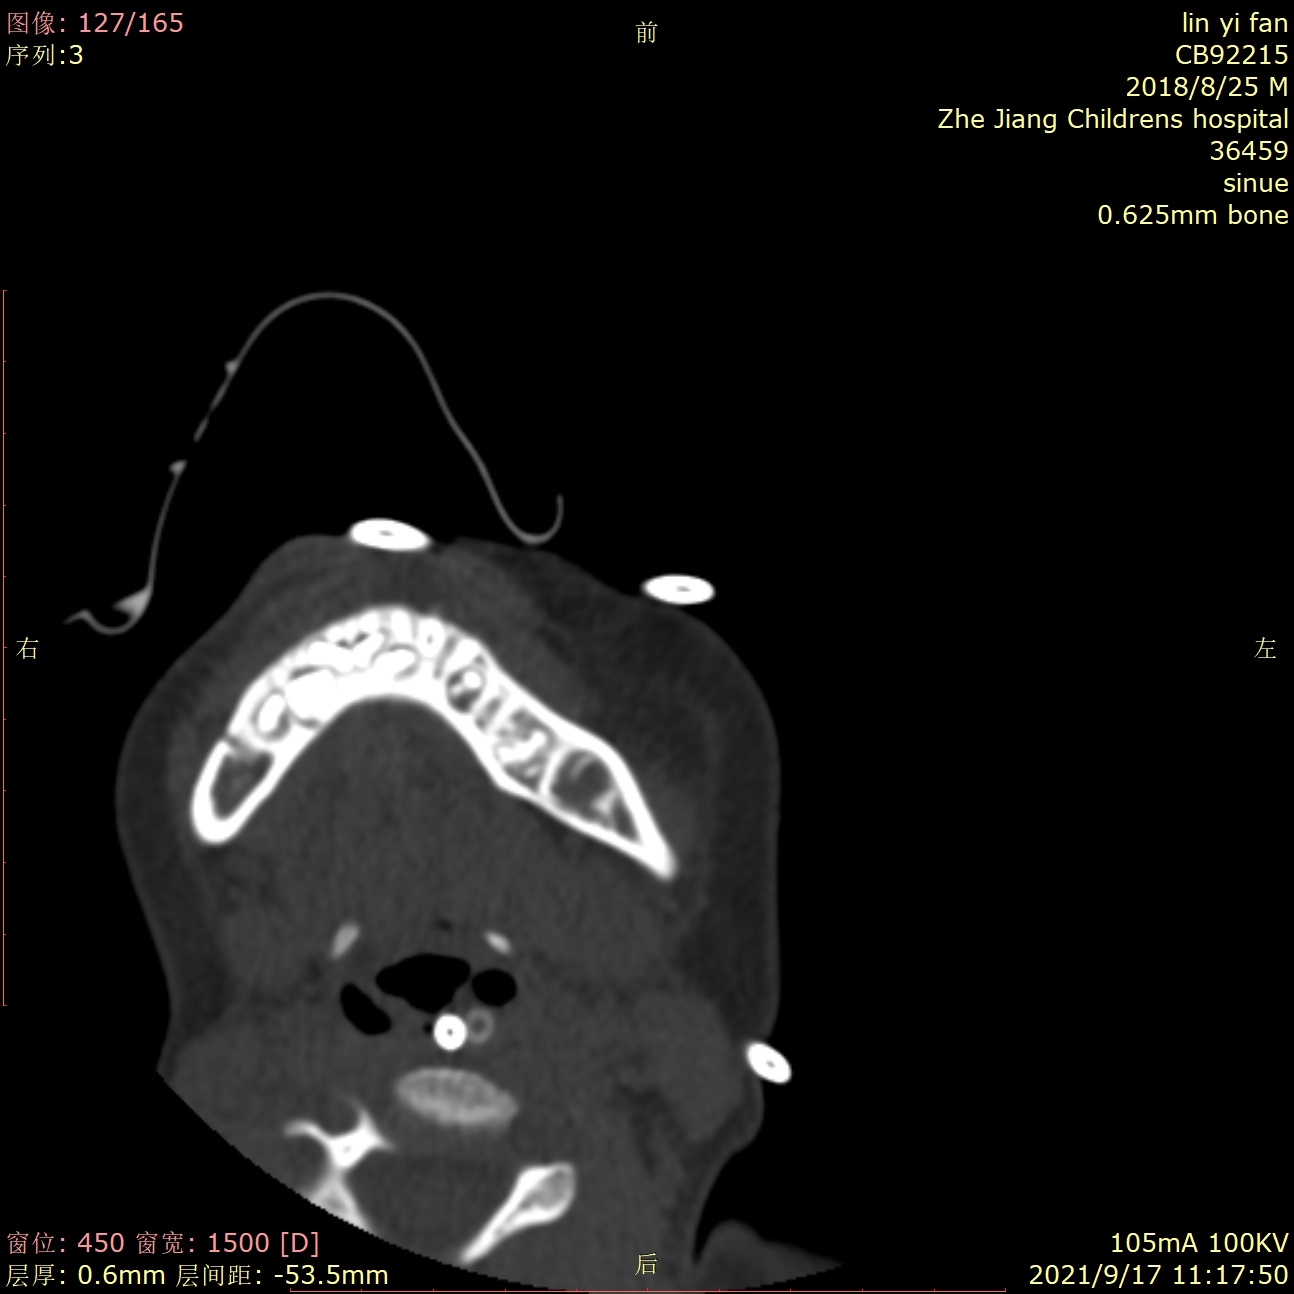 图像: 127/165
序列:3
前
lin yi fan
CB92215
2018/8/25 M
Zhe Jiang Childrens hospital
36459
sinue
0.625mm bone
右
左
窗位: 450 窗宽: 1500 [D]
层厚: 0.6mm 层间距: -53.5mm
后
105mA 100KV
2021/9/17 11:17:50